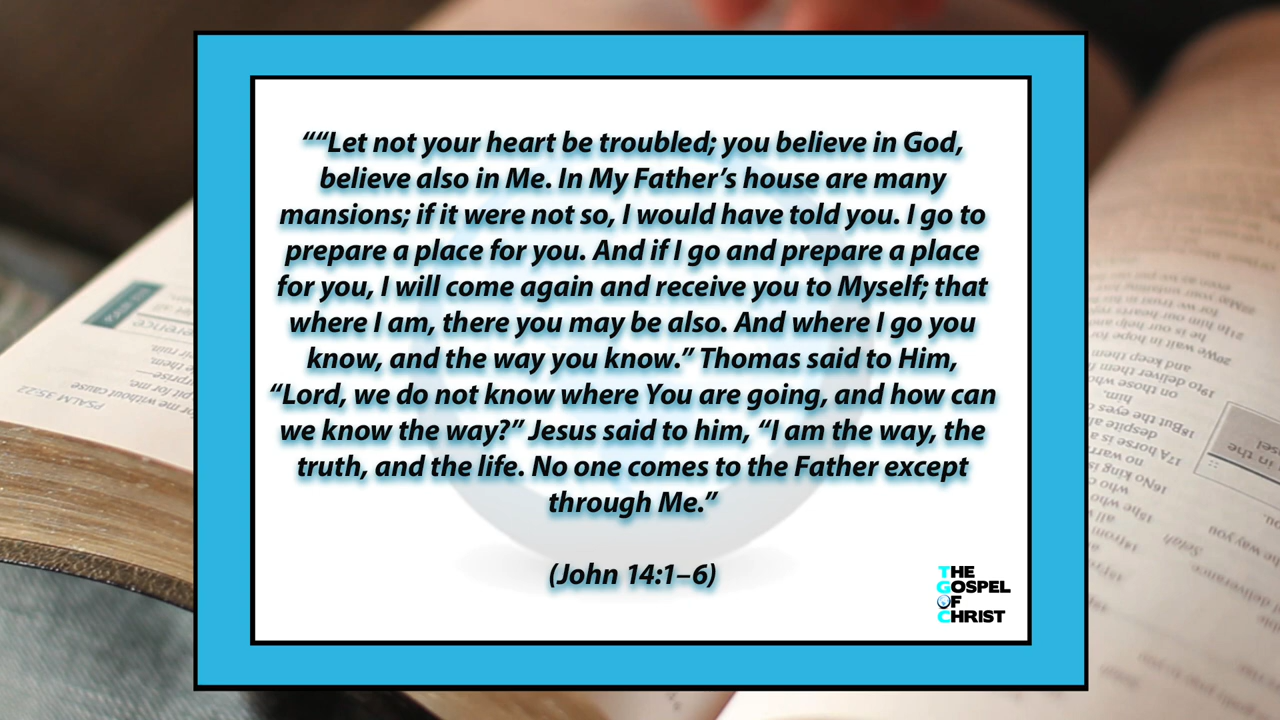 ““Let not your heart be troubled; you believe in God,
believe also in Me. In My Father’s house are many
mansions; if it were not so, I would have told you. I go to
prepare a place for you. And if I go and prepare a place
for you, I will come again and receive you to Myself; that
where I am, there you may be also. And where I go you
know, and the way you know.” Thomas said to Him,
“Lord, we do not know where You are going, and how can
we know the way?” Jesus said to him, “I am the way, the
truth, and the life. No one comes to the Father except
through Me.”
(John 14:1–6)
THE
GOSPEL
OF
CHRIST
PSALM 35:22